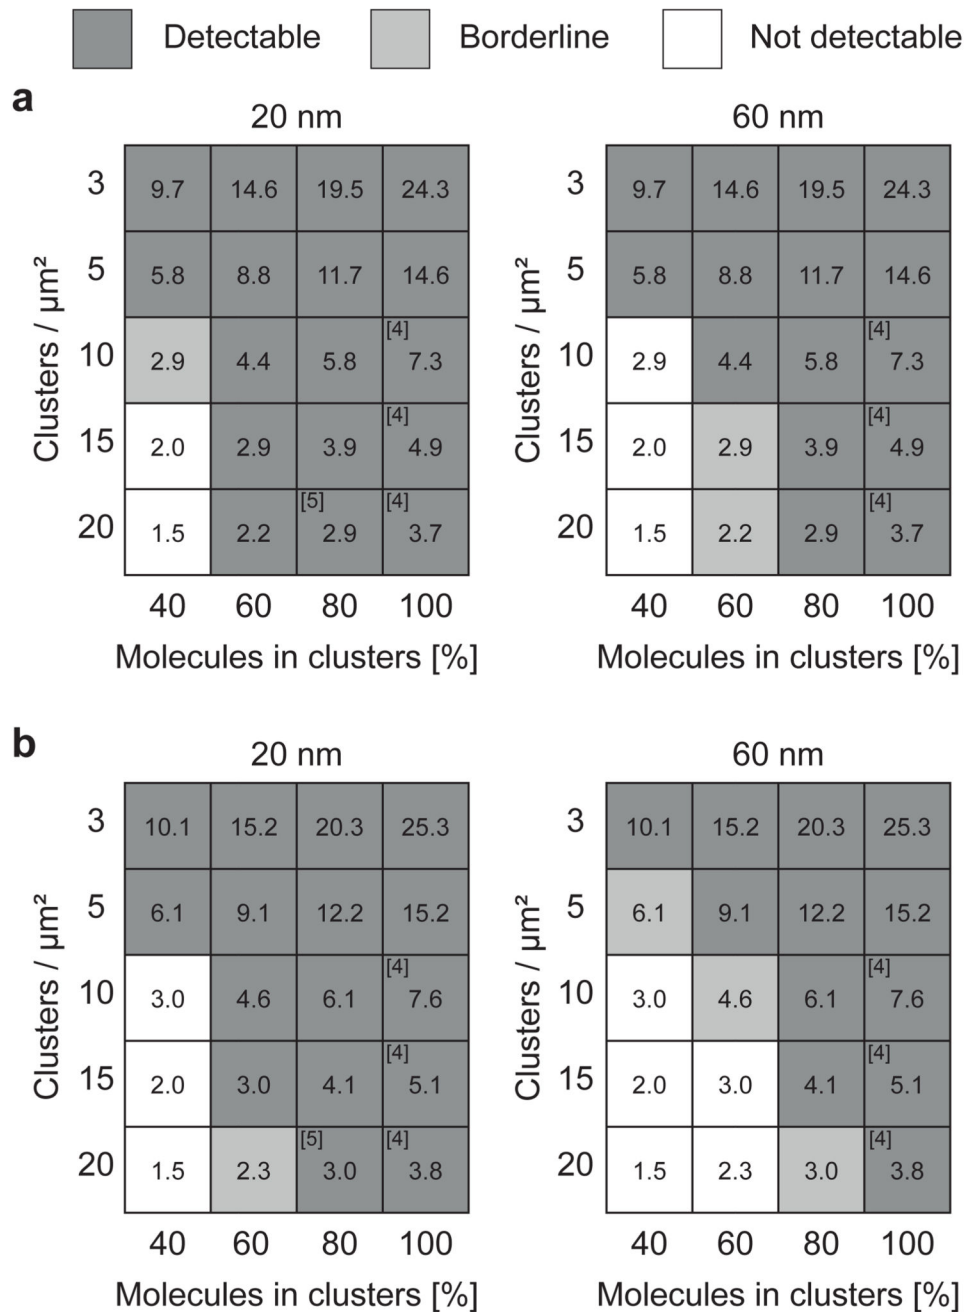 Detectable Borderline Not detectable
a
20 nm 60 nm
Clusters / µm² Clusters / µm²
3 9.7 14.6 19.5 24.3 3 9.7 14.6 19.5 24.3
5 5.8 8.8 11.7 14.6 5 5.8 8.8 11.7 14.6
[4] [4]
10 2.9 4.4 5.8 7.3 10 2.9 4.4 5.8 7.3
[4] [4]
15 2.0 2.9 3.9 4.9 15 2.0 2.9 3.9 4.9
[5] [4] [4]
20 1.5 2.2 2.9 3.7 20 1.5 2.2 2.9 3.7
40 60 80 100 40 60 80 100
Molecules in clusters [%] Molecules in clusters [%]
b
20 nm 60 nm
Clusters / µm² Clusters / µm²
3 10.1 15.2 20.3 25.3 3 10.1 15.2 20.3 25.3
5 6.1 9.1 12.2 15.2 5 6.1 9.1 12.2 15.2
[4] [4]
10 3.0 4.6 6.1 7.6 10 3.0 4.6 6.1 7.6
[4] [4]
15 2.0 3.0 4.1 5.1 15 2.0 3.0 4.1 5.1
[5] [4] [4]
20 1.5 2.3 3.0 3.8 20 1.5 2.3 3.0 3.8
40 60 80 100 40 60 80 100
Molecules in clusters [%] Molecules in clusters [%]